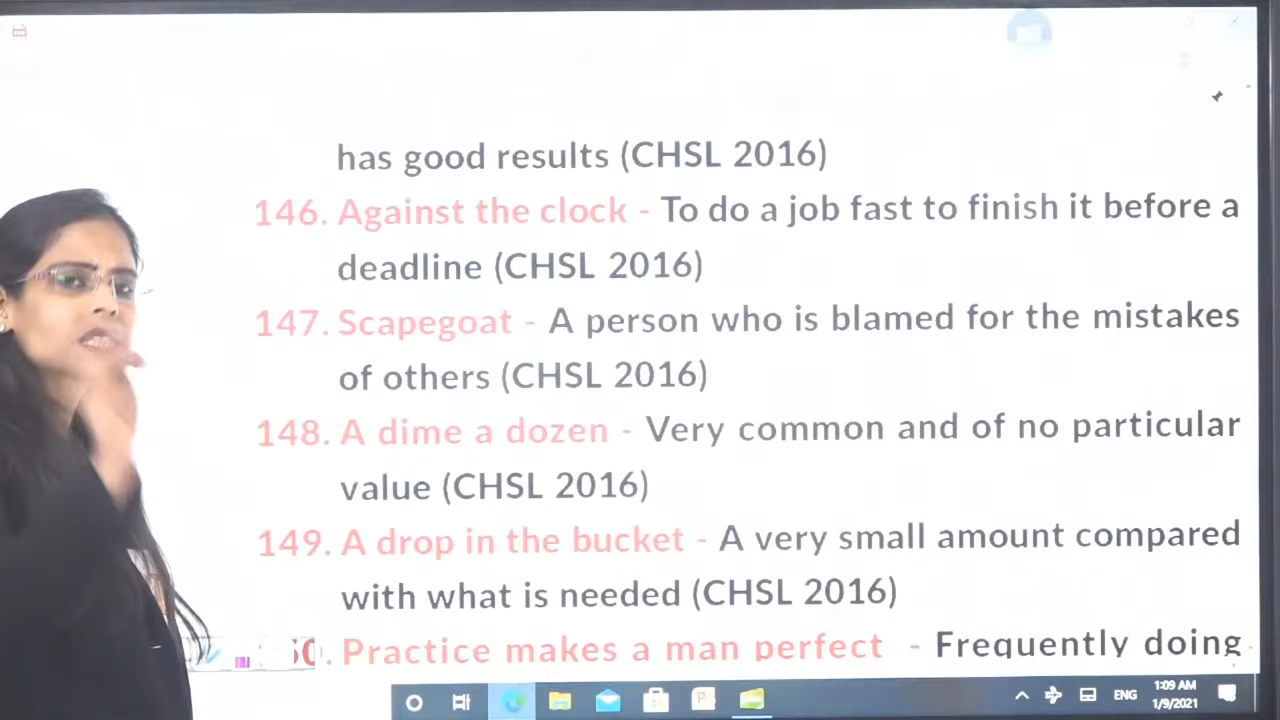 has good results (CHSL 2016)
146. Against the clock - To do a job fast to finish it before a
deadline (CHSL 2016)
147. Scapegoat - A person who is blamed for the mistakes
of others (CHSL 2016)
148. A dime a dozen - Very common and of no particular
value (CHSL 2016)
149. A drop in the bucket - A very small amount compared
with what is needed (CHSL 2016)
50. Practice makes a man perfect - Frequently doing
ENG
1:09 AM
1/9/2021